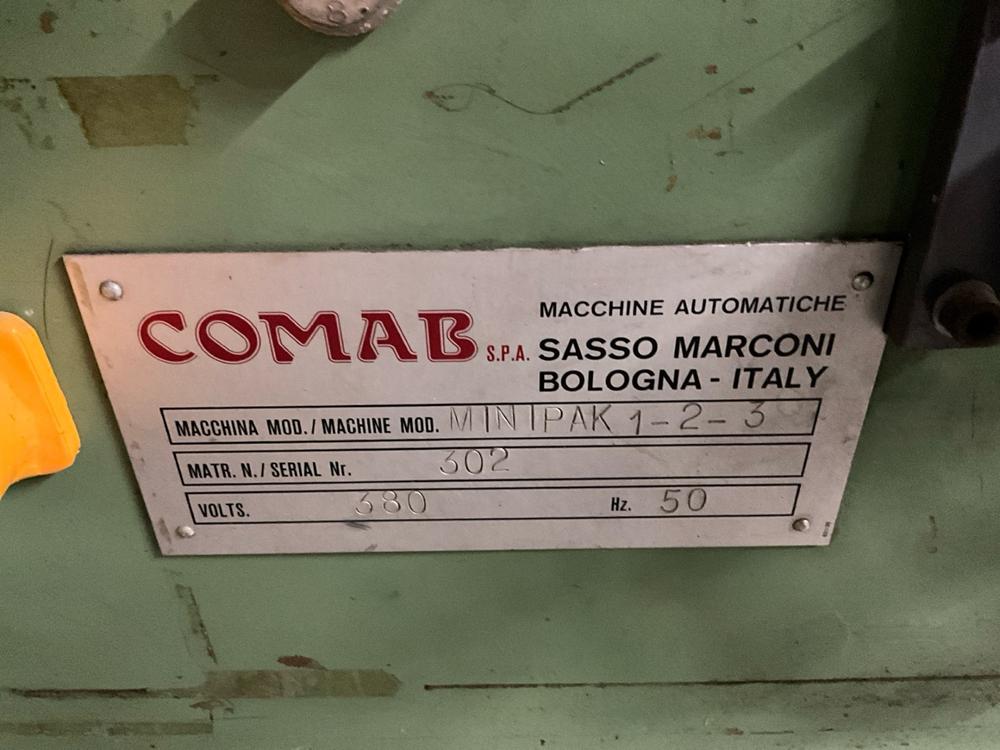 COMAB S.P.A.
MACCHINE AUTOMATICHE
SASSO MARCONI
BOLOGNA - ITALY
MACCHINA MOD. / MACHINE MOD. MINIPAK 1-2-3
MATR. N. / SERIAL Nr. 302
VOLTS. 380 Hz. 50